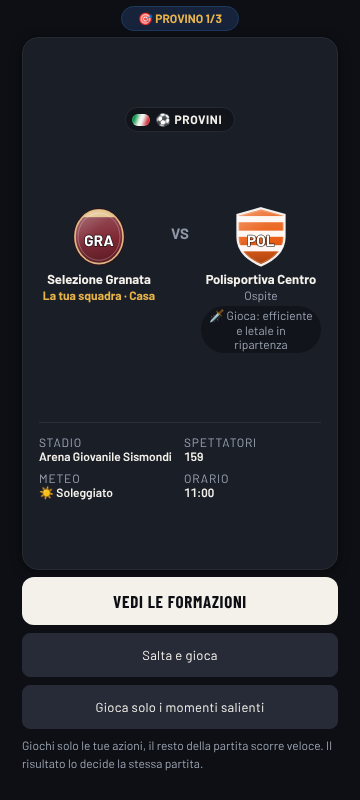 🎯 PROVINO 1/3
⚽ PROVINI
GRA
VS
POL
Selezione Granata
La tua squadra · Casa
Polisportiva Centro
Ospite
🗡️ Gioca: efficiente
e letale in
ripartenza
STADIO
Arena Giovanile Sismondi
SPETTATORI
159
METEO
☀️ Soleggiato
ORARIO
11:00
VEDI LE FORMAZIONI
Salta e gioca
Gioca solo i momenti salienti
Giochi solo le tue azioni, il resto della partita scorre veloce. Il
risultato lo decide la stessa partita.